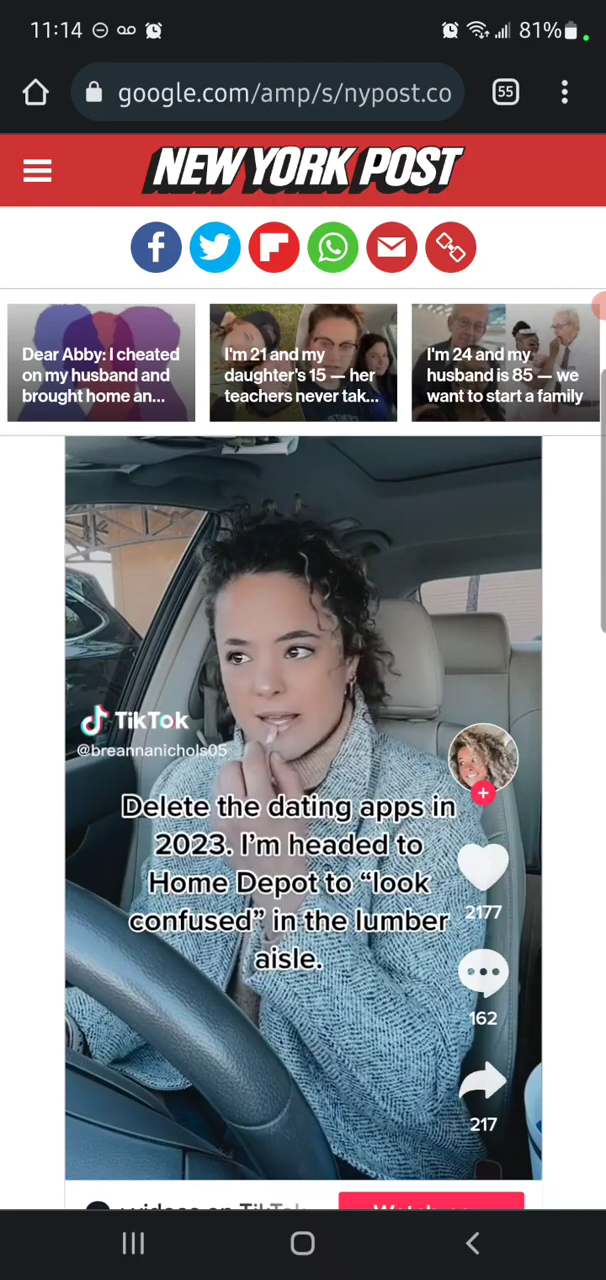 11:14
81%
google.com/amp/s/nypost.co
55
NEW YORK POST
Dear Abby: I cheated
on my husband and
brought home an...
I'm 21 and my
daughter's 15 — her
teachers never tak...
I'm 24 and my
husband is 85 — we
want to start a family
TikTok
@breannanichols05
Delete the dating apps in
2023. I'm headed to
Home Depot to “look
confused” in the lumber
aisle.
2177
162
217
videos on TikTok